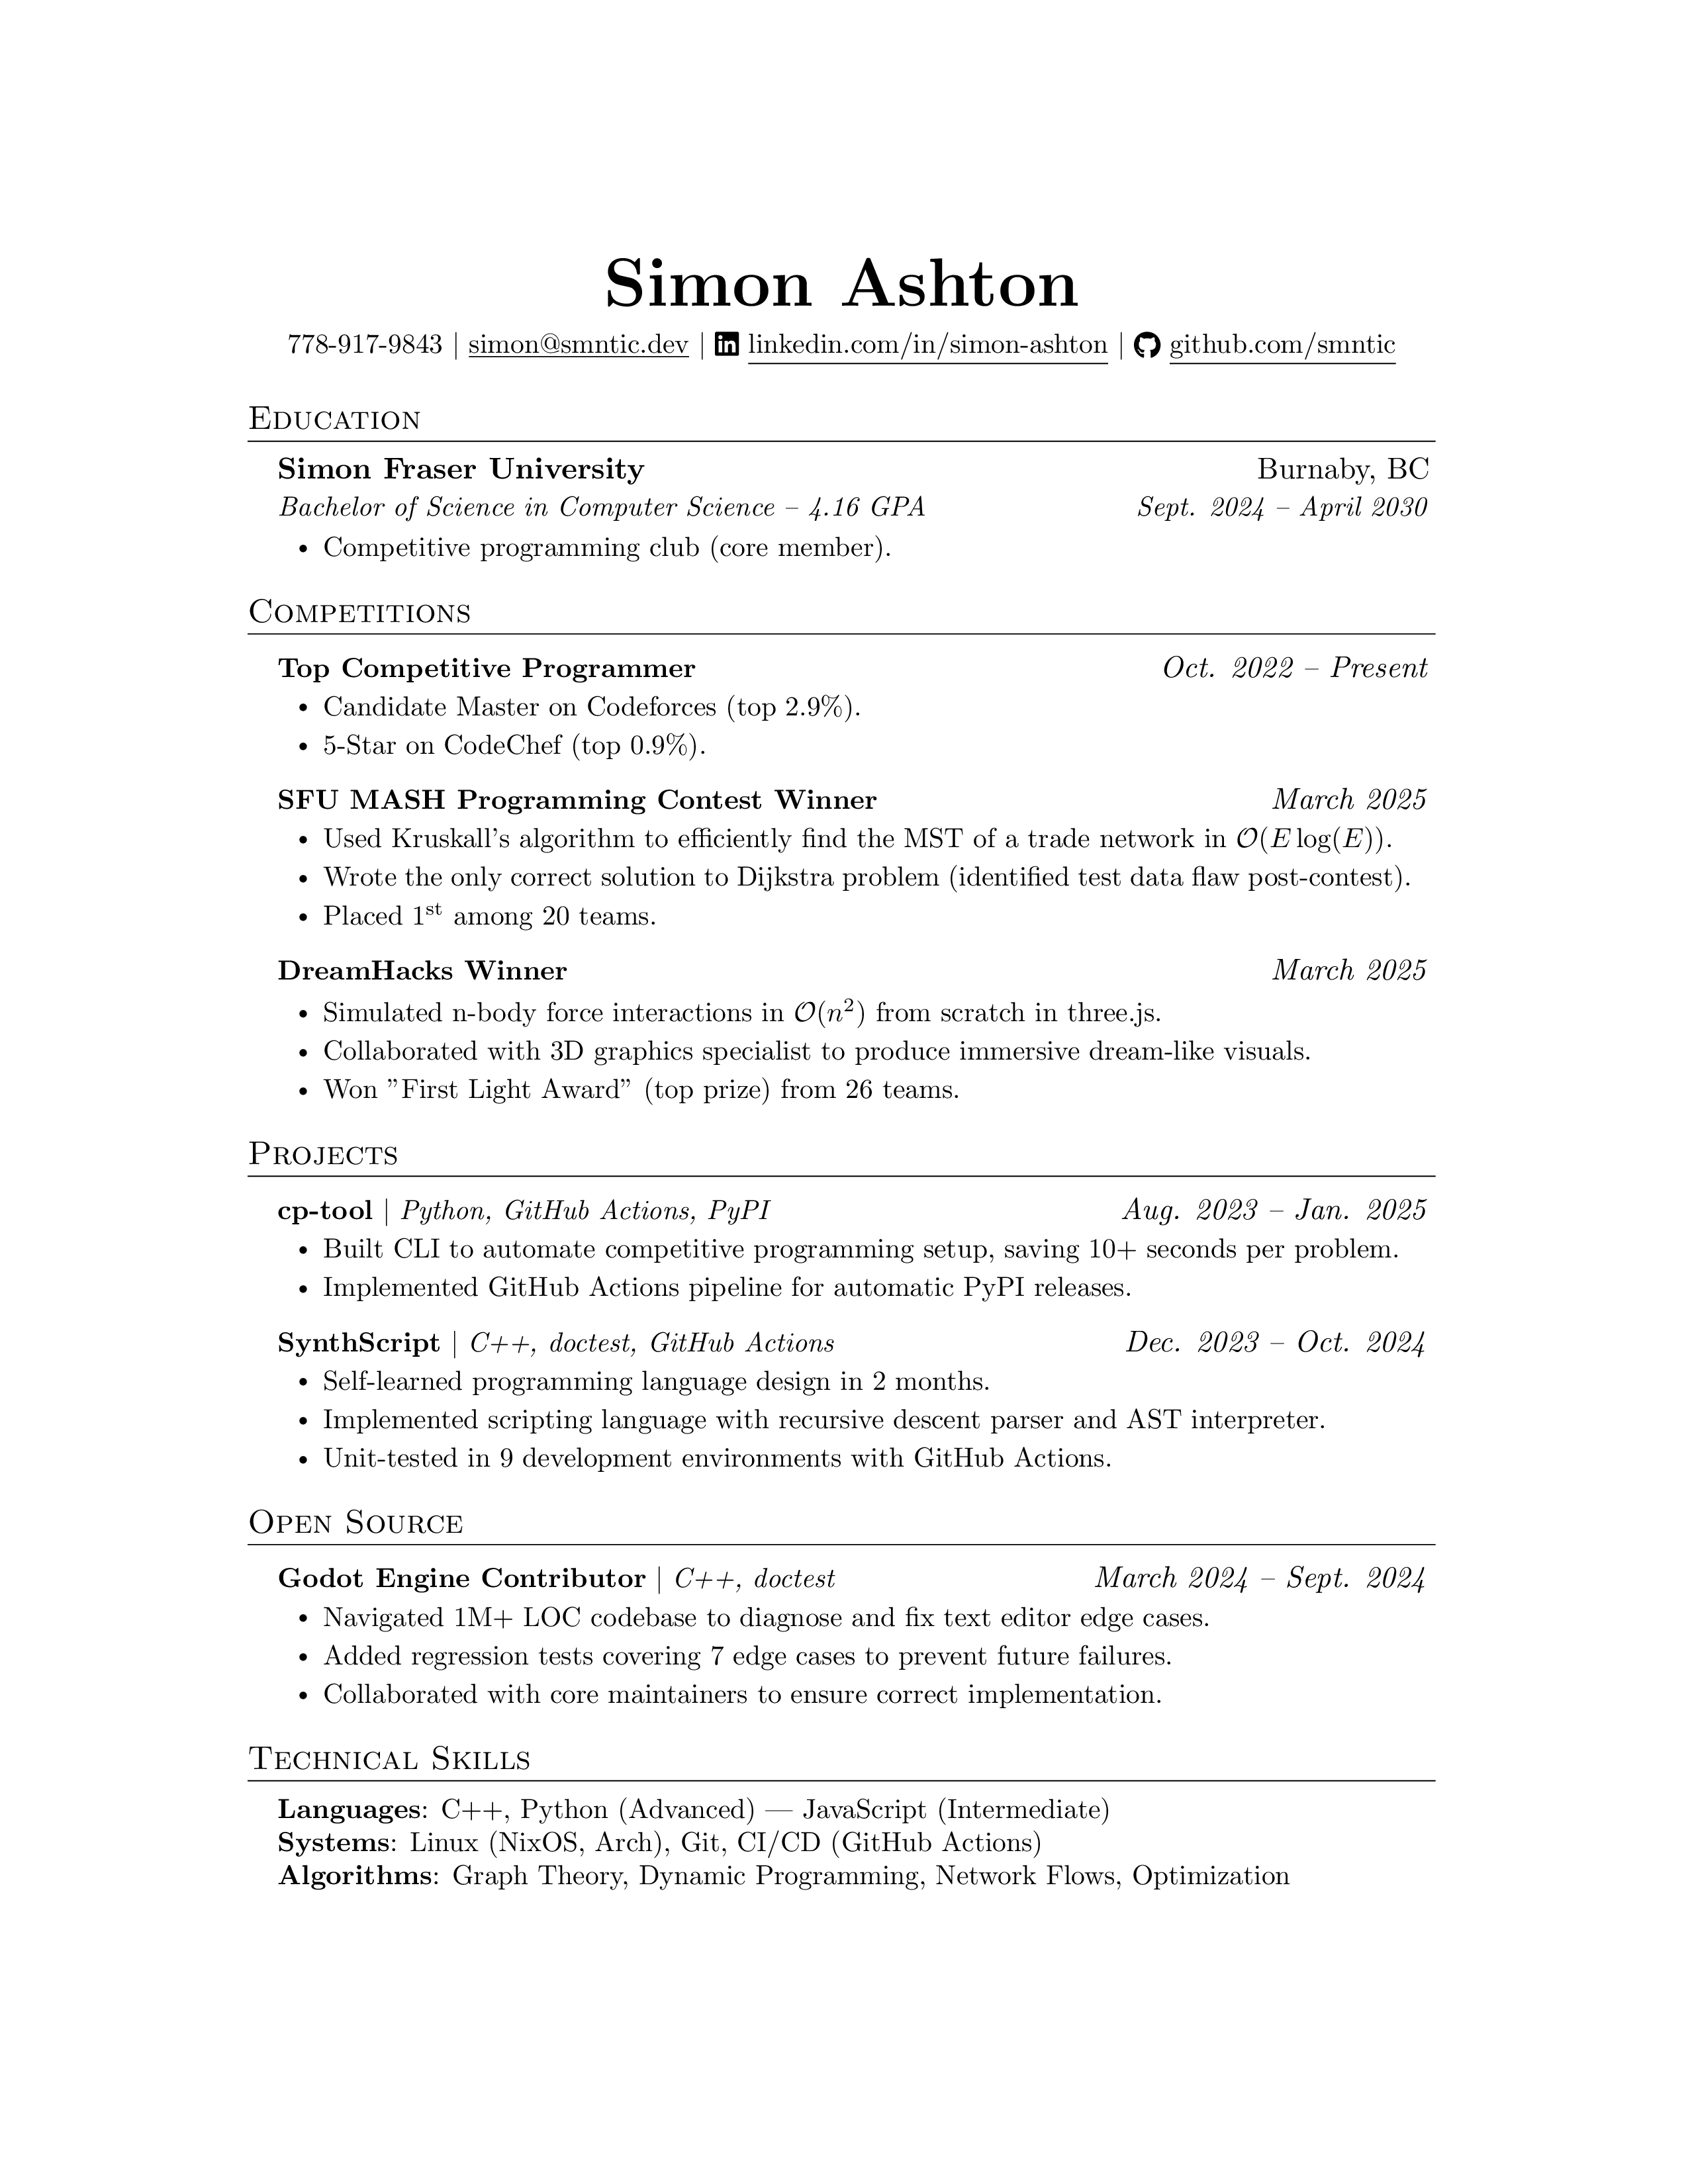 Simon Ashton
778-917-9843 | simon@smntic.dev | linkedin.com/in/simon-ashton | github.com/smntic
Education
Simon Fraser University Burnaby, BC
Bachelor of Science in Computer Science – 4.16 GPA Sept. 2024 – April 2030
• Competitive programming club (core member).
Competitions
Top Competitive Programmer Oct. 2022 – Present
• Candidate Master on Codeforces (top 2.9%).
• 5-Star on CodeChef (top 0.9%).
SFU MASH Programming Contest Winner March 2025
• Used Kruskall’s algorithm to efficiently find the MST of a trade network in O(E log(E)).
• Wrote the only correct solution to Dijkstra problem (identified test data flaw post-contest).
• Placed 1st among 20 teams.
DreamHacks Winner March 2025
• Simulated n-body force interactions in O(n²) from scratch in three.js.
• Collaborated with 3D graphics specialist to produce immersive dream-like visuals.
• Won ”First Light Award” (top prize) from 26 teams.
Projects
cp-tool | Python, GitHub Actions, PyPI Aug. 2023 – Jan. 2025
• Built CLI to automate competitive programming setup, saving 10+ seconds per problem.
• Implemented GitHub Actions pipeline for automatic PyPI releases.
SynthScript | C++, doctest, GitHub Actions Dec. 2023 – Oct. 2024
• Self-learned programming language design in 2 months.
• Implemented scripting language with recursive descent parser and AST interpreter.
• Unit-tested in 9 development environments with GitHub Actions.
Open Source
Godot Engine Contributor | C++, doctest March 2024 – Sept. 2024
• Navigated 1M+ LOC codebase to diagnose and fix text editor edge cases.
• Added regression tests covering 7 edge cases to prevent future failures.
• Collaborated with core maintainers to ensure correct implementation.
Technical Skills
Languages: C++, Python (Advanced) — JavaScript (Intermediate)
Systems: Linux (NixOS, Arch), Git, CI/CD (GitHub Actions)
Algorithms: Graph Theory, Dynamic Programming, Network Flows, Optimization